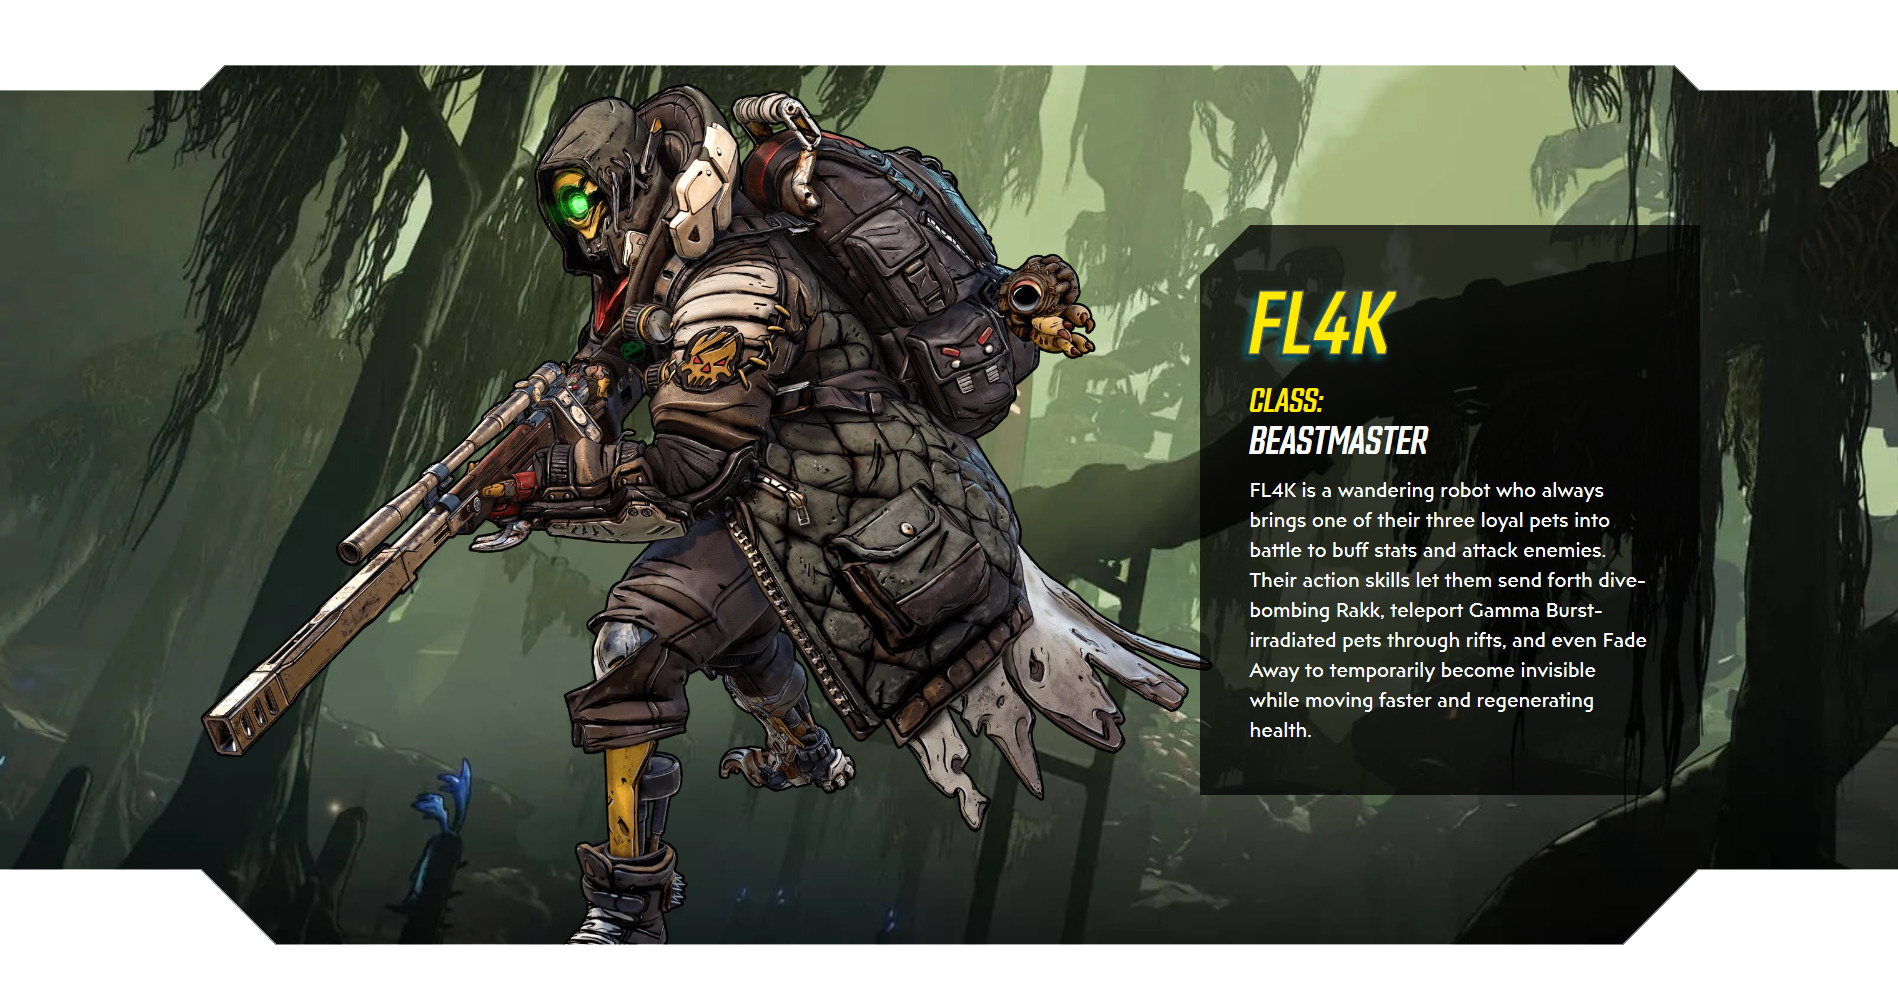 FL4K
CLASS:
BEASTMASTER
FL4K is a wandering robot who always
brings one of their three loyal pets into
battle to buff stats and attack enemies.
Their action skills let them send forth dive-
bombing Rakk, teleport Gamma Burst-
irradiated pets through rifts, and even Fade
Away to temporarily become invisible
while moving faster and regenerating
health.